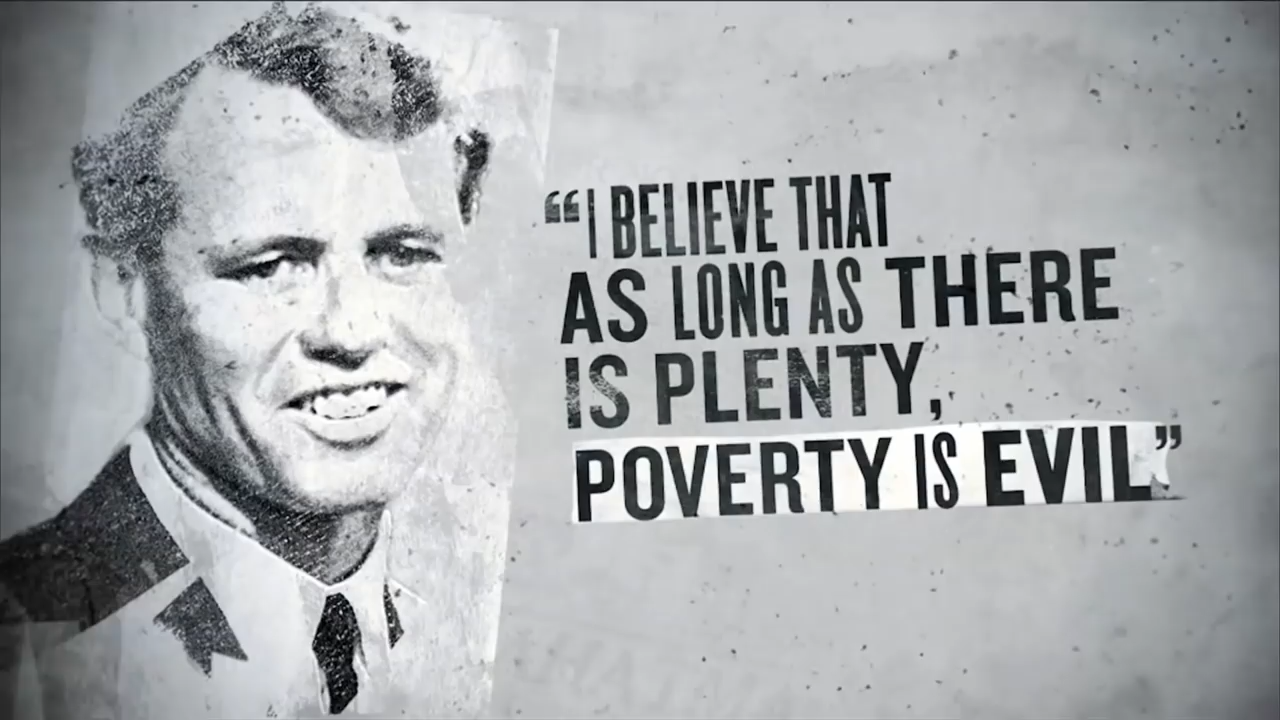 “I BELIEVE THAT
AS LONG AS THERE
IS PLENTY,
POVERTY IS EVIL”